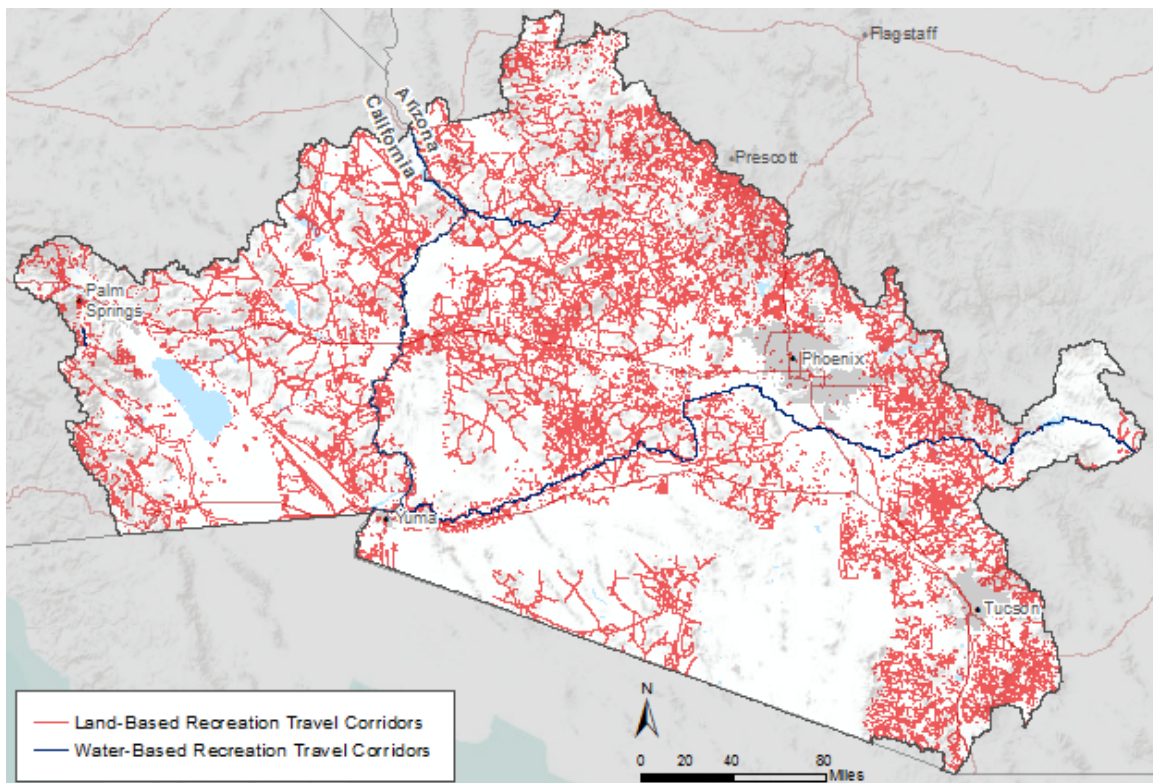 Flagstaff
Arizona
California
Prescott
Palm
Springs
Phoenix
Yuma
Tucson
Land-Based Recreation Travel Corridors
Water-Based Recreation Travel Corridors
N
0 20 40 80
Miles